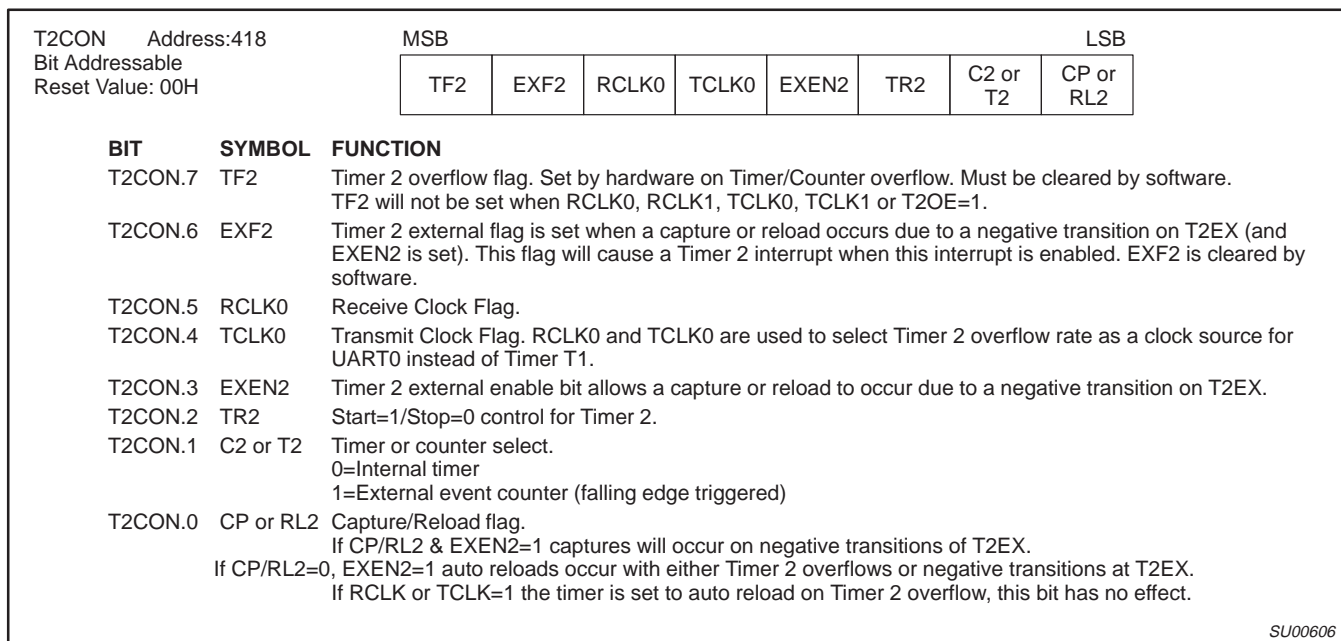 T2CON Address:418 MSB LSB
Bit Addressable
Reset Value: 00H
TF2 EXF2 RCLK0 TCLK0 EXEN2 TR2 C2 or T2 CP or RL2
BIT SYMBOL FUNCTION
T2CON.7 TF2 Timer 2 overflow flag. Set by hardware on Timer/Counter overflow. Must be cleared by software.
TF2 will not be set when RCLK0, RCLK1, TCLK0, TCLK1 or T2OE=1.
T2CON.6 EXF2 Timer 2 external flag is set when a capture or reload occurs due to a negative transition on T2EX (and
EXEN2 is set). This flag will cause a Timer 2 interrupt when this interrupt is enabled. EXF2 is cleared by
software.
T2CON.5 RCLK0 Receive Clock Flag.
T2CON.4 TCLK0 Transmit Clock Flag. RCLK0 and TCLK0 are used to select Timer 2 overflow rate as a clock source for
UART0 instead of Timer T1.
T2CON.3 EXEN2 Timer 2 external enable bit allows a capture or reload to occur due to a negative transition on T2EX.
T2CON.2 TR2 Start=1/Stop=0 control for Timer 2.
T2CON.1 C2 or T2 Timer or counter select.
0=Internal timer
1=External event counter (falling edge triggered)
T2CON.0 CP or RL2 Capture/Reload flag.
If CP/RL2 & EXEN2=1 captures will occur on negative transitions of T2EX.
If CP/RL2=0, EXEN2=1 auto reloads occur with either Timer 2 overflows or negative transitions at T2EX.
If RCLK or TCLK=1 the timer is set to auto reload on Timer 2 overflow, this bit has no effect.
SU00606